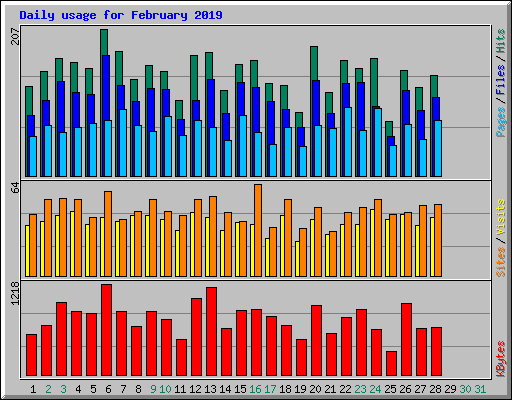 Daily usage for February 2019
207
Pages / Files / Hits
64
Sites / Visits
1218
KBytes
1 2 3 4 5 6 7 8 9 10 11 12 13 14 15 16 17 18 19 20 21 22 23 24 25 26 27 28 29 30 31